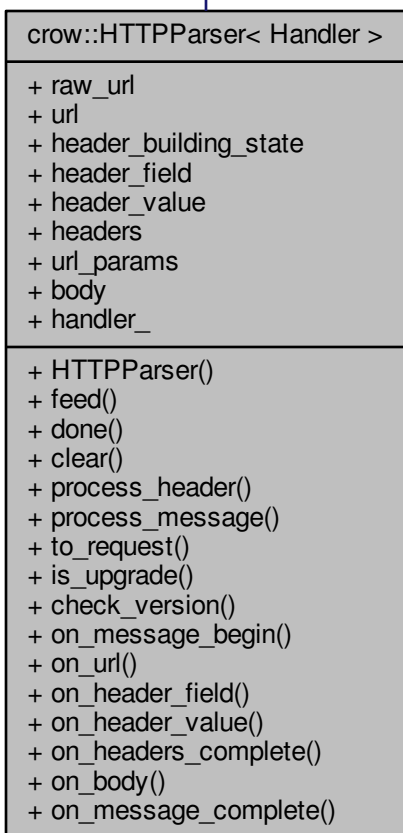 crow::HTTPParser< Handler >
+ raw_url
+ url
+ header_building_state
+ header_field
+ header_value
+ headers
+ url_params
+ body
+ handler_
+ HTTPParser()
+ feed()
+ done()
+ clear()
+ process_header()
+ process_message()
+ to_request()
+ is_upgrade()
+ check_version()
+ on_message_begin()
+ on_url()
+ on_header_field()
+ on_header_value()
+ on_headers_complete()
+ on_body()
+ on_message_complete()